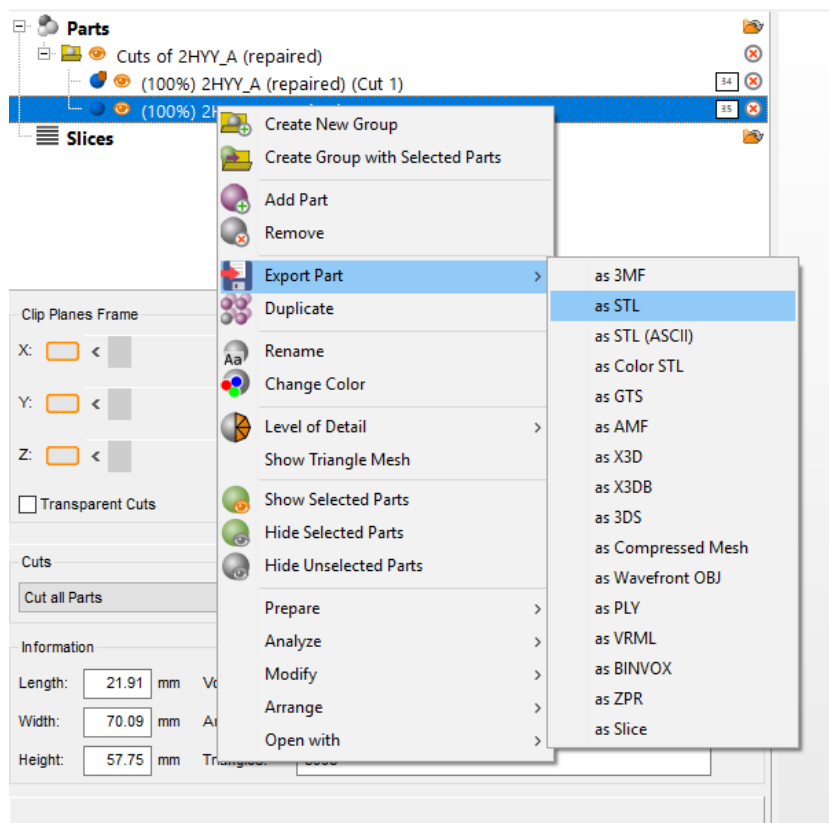 Parts
Cuts of 2HYY_A (repaired)
(100%) 2HYY_A (repaired) (Cut 1)
34
(100%)
35
Slices
Create New Group
Create Group with Selected Parts
Add Part
Remove
Export Part
Duplicate
Aa
Rename
Change Color
Level of Detail
Show Triangle Mesh
Show Selected Parts
Hide Selected Parts
Hide Unselected Parts
Prepare
Analyze
Modify
Arrange
Open with
as 3MF
as STL
as STL (ASCII)
as Color STL
as GTS
as AMF
as X3D
as X3DB
as 3DS
as Compressed Mesh
as Wavefront OBJ
as PLY
as VRML
as BINVOX
as ZPR
as Slice
Clip Planes Frame
X: <
Y: <
Z: <
Transparent Cuts
Cuts
Cut all Parts
Information
Length: 21.91 mm
Width: 70.09 mm
Height: 57.75 mm